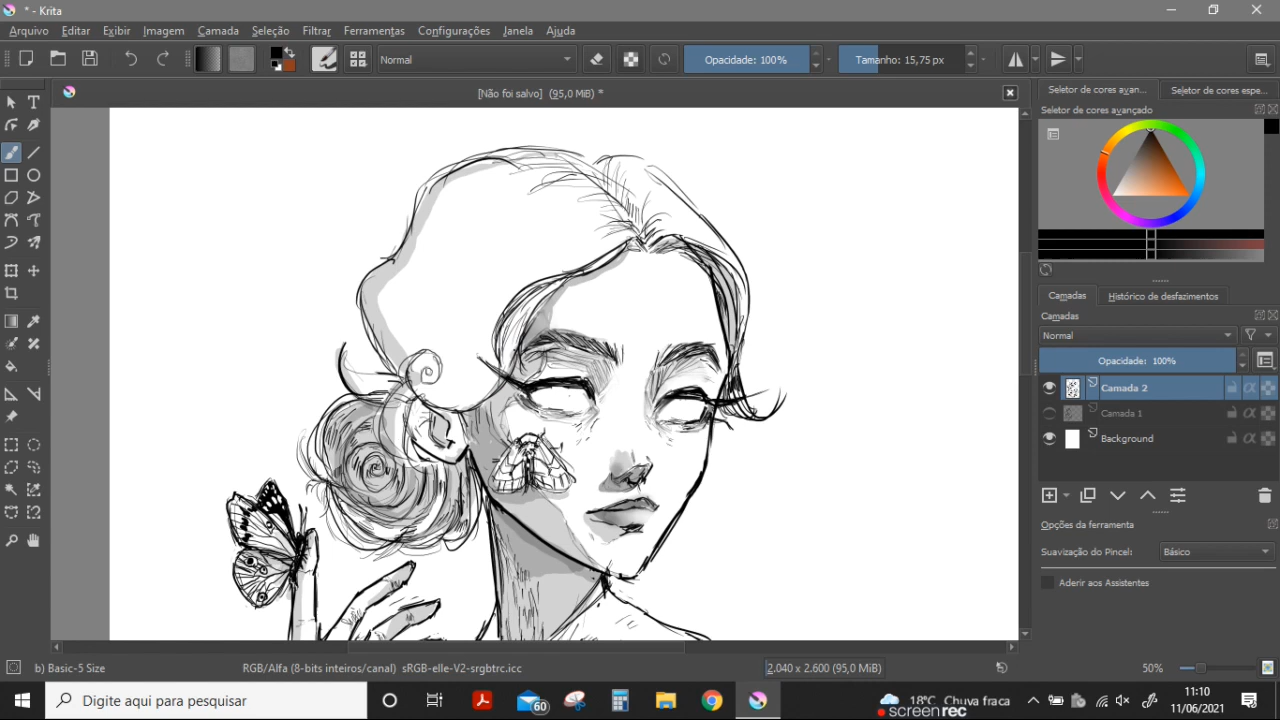 * - Krita
Arquivo Editar Exibir Imagem Camada Seleção Filtrar Ferramentas Configurações Janela Ajuda
Normal Opacidade: 100% Tamanho: 15,75 px
[Não foi salvo] (95,0 MiB) *
Seletor de cores avan... Seletor de cores espe...
Seletor de cores avançado
Camadas Histórico de desfazimentos
Camadas
Normal
Opacidade: 100%
Camada 2
Camada 1
Background
Opções da ferramenta
Suavização do Pincel: Básico
Aderir aos Assistentes
b) Basic-5 Size RGB/Alfa (8-bits inteiros/canal) sRGB-elle-V2-srgbtrc.icc 2.040 x 2.600 (95,0 MiB) 50%
Digite aqui para pesquisar 60 18°C Chuva fraca 11:10
screen rec 11/06/2021